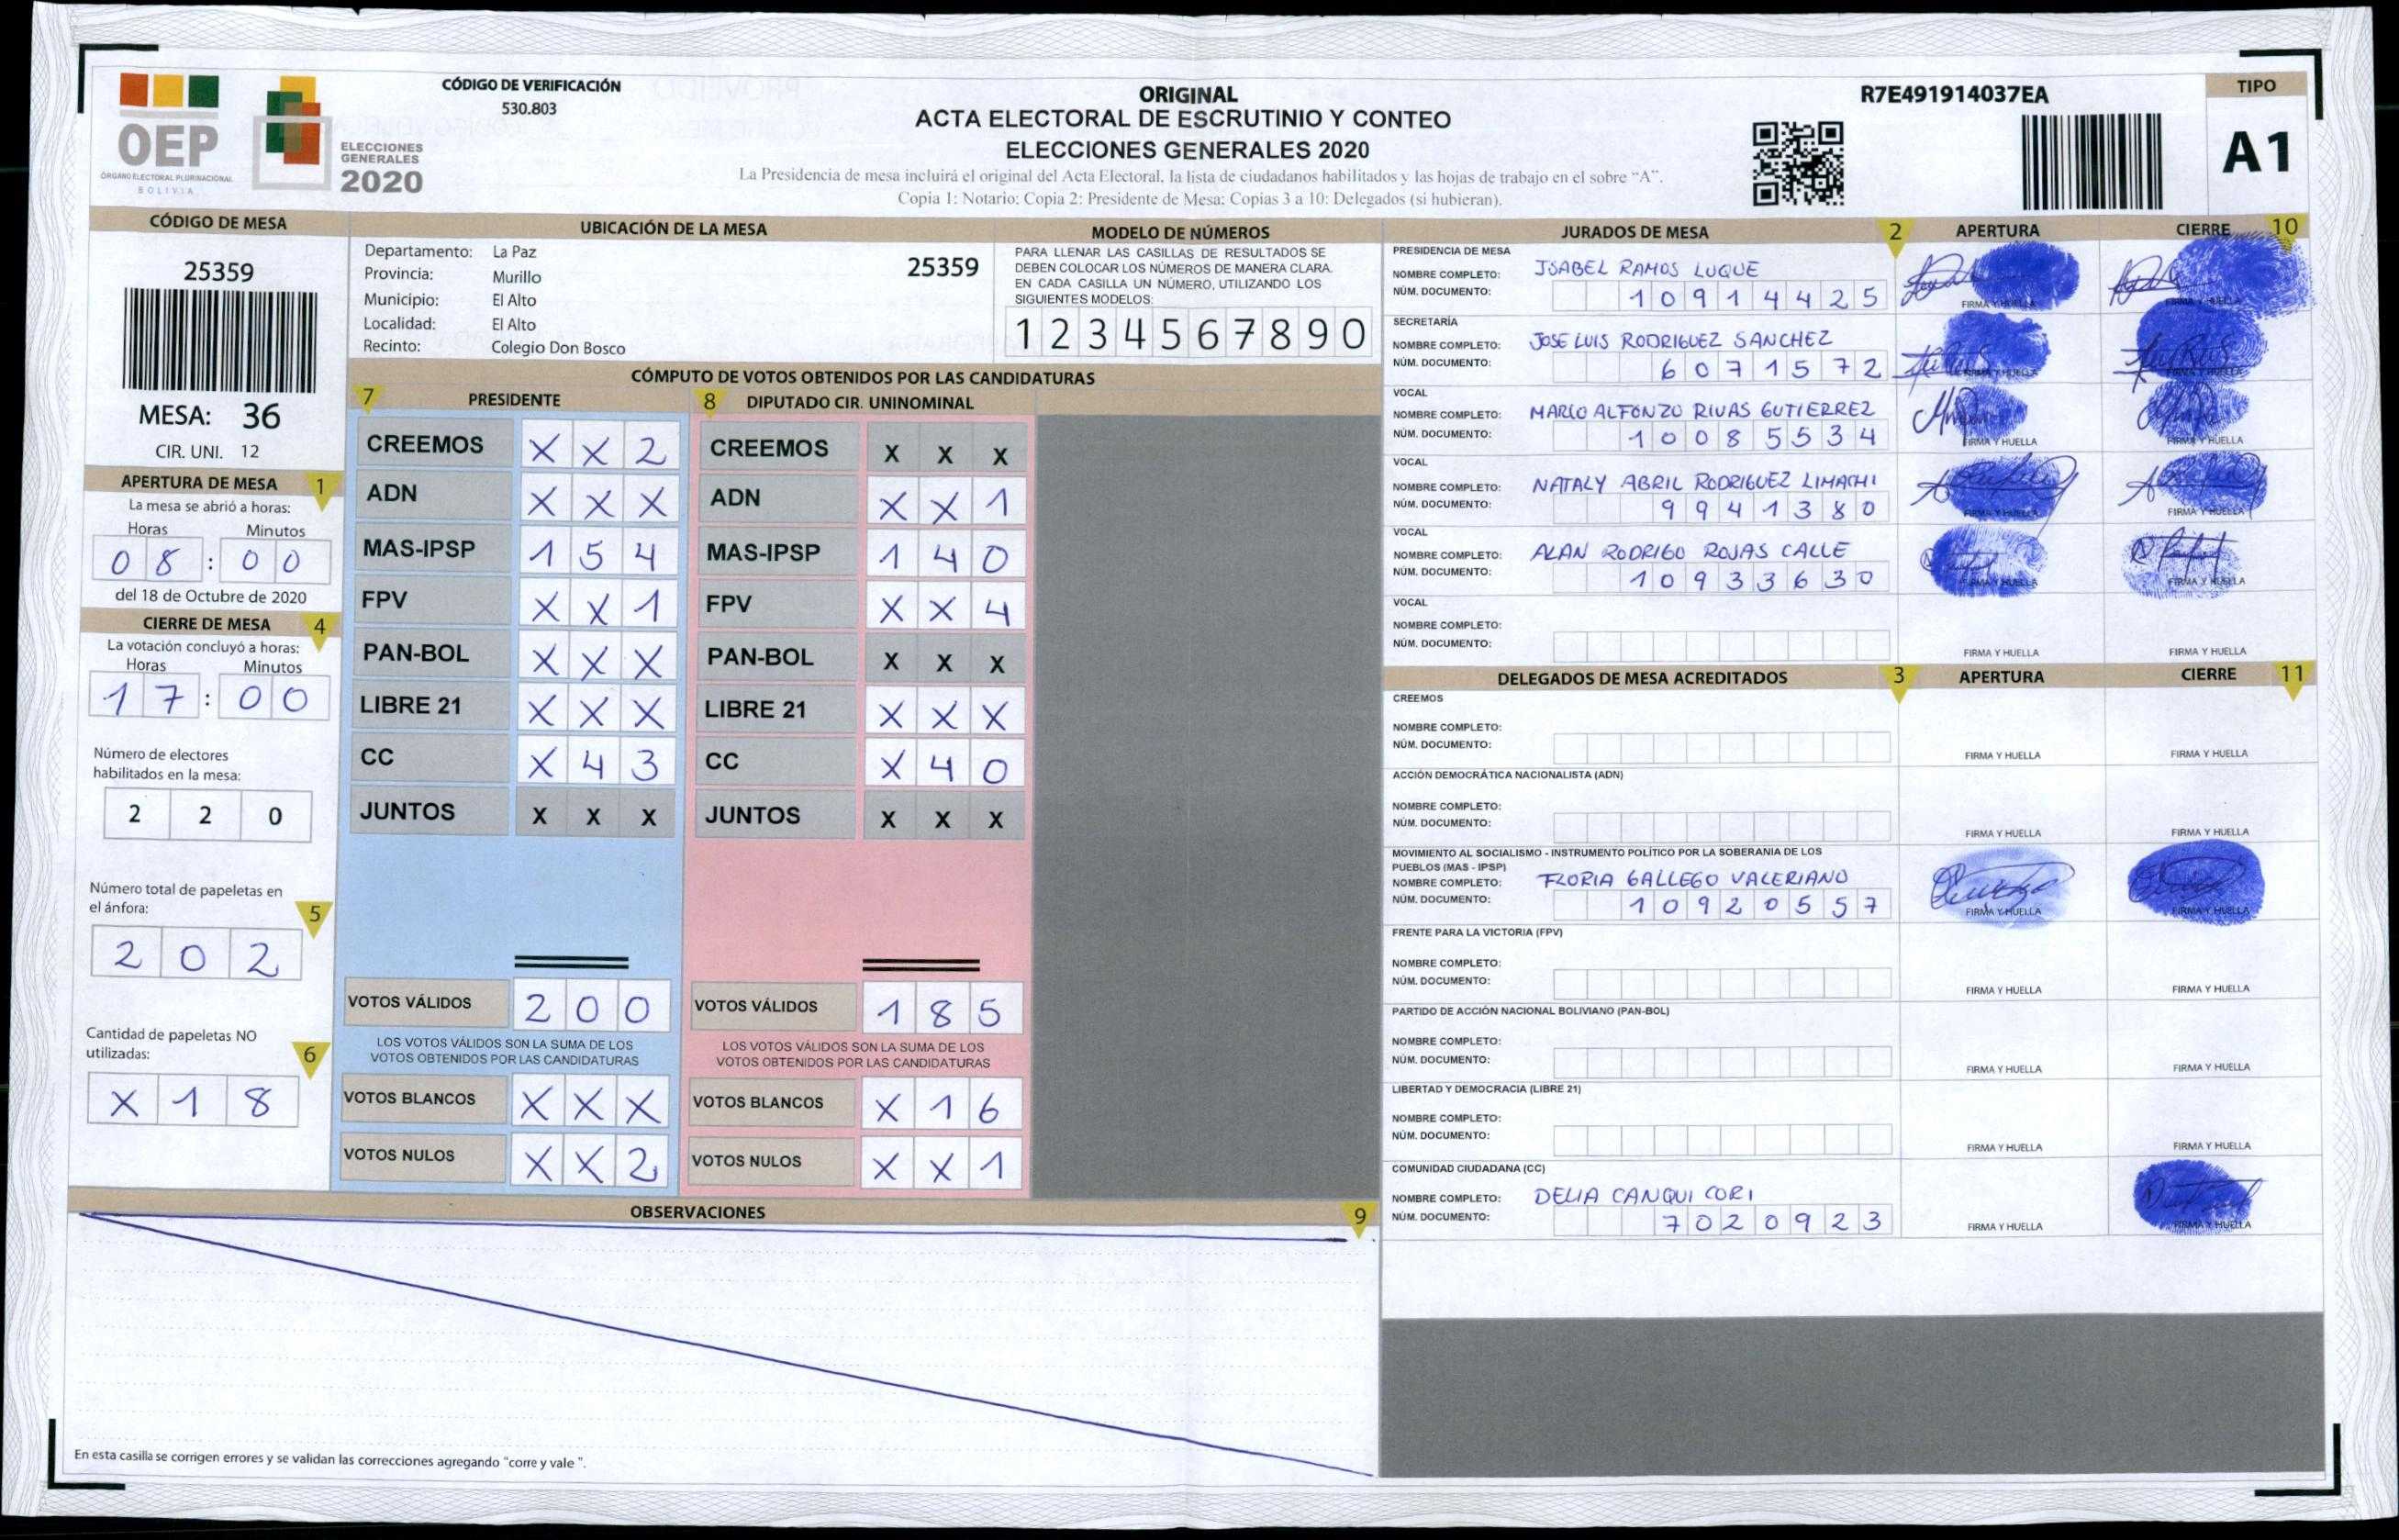 OEP
ÓRGANO ELECTORAL PLURINACIONAL
BOLIVIA
ELECCIONES
GENERALES
2020
CÓDIGO DE VERIFICACIÓN
530.803
ORIGINAL
ACTA ELECTORAL DE ESCRUTINIO Y CONTEO
ELECCIONES GENERALES 2020
La Presidencia de mesa incluirá el original del Acta Electoral, la lista de ciudadanos habilitados y las hojas de trabajo en el sobre "A".
Copia 1: Notario; Copia 2: Presidente de Mesa; Copias 3 a 10: Delegados (si hubieran).
R7E491914037EA
TIPO
A1
CÓDIGO DE MESA
25359
MESA: 36
CIR. UNI. 12
APERTURA DE MESA 1
La mesa se abrió a horas:
Horas Minutos
08:00
del 18 de Octubre de 2020
CIERRE DE MESA 4
La votación concluyó a horas:
Horas Minutos
17:00
Número de electores
habilitados en la mesa:
2 2 0
Número total de papeletas en
el ánfora: 5
2 0 2
Cantidad de papeletas NO
utilizadas: 6
X 1 8
UBICACIÓN DE LA MESA
Departamento: La Paz
Provincia: Murillo
Municipio: El Alto
Localidad: El Alto
Recinto: Colegio Don Bosco
25359
MODELO DE NÚMEROS
PARA LLENAR LAS CASILLAS DE RESULTADOS SE
DEBEN COLOCAR LOS NÚMEROS DE MANERA CLARA.
EN CADA CASILLA UN NÚMERO, UTILIZANDO LOS
SIGUIENTES MODELOS:
1 2 3 4 5 6 7 8 9 0
CÓMPUTO DE VOTOS OBTENIDOS POR LAS CANDIDATURAS
7 PRESIDENTE
CREEMOS X X 2
ADN X X X
MAS-IPSP 1 5 4
FPV X X 1
PAN-BOL X X X
LIBRE 21 X X X
CC X 4 3
JUNTOS X X X
VOTOS VÁLIDOS 2 0 0
LOS VOTOS VÁLIDOS SON LA SUMA DE LOS
VOTOS OBTENIDOS POR LAS CANDIDATURAS
VOTOS BLANCOS X X X
VOTOS NULOS X X 2
8 DIPUTADO CIR. UNINOMINAL
CREEMOS X X X
ADN X X 1
MAS-IPSP 1 4 0
FPV X X 4
PAN-BOL X X X
LIBRE 21 X X X
CC X 4 0
JUNTOS X X X
VOTOS VÁLIDOS 1 8 5
LOS VOTOS VÁLIDOS SON LA SUMA DE LOS
VOTOS OBTENIDOS POR LAS CANDIDATURAS
VOTOS BLANCOS X 1 6
VOTOS NULOS X X 1
OBSERVACIONES 9
En esta casilla se corrigen errores y se validan las correcciones agregando "corre y vale ".
JURADOS DE MESA 2 APERTURA CIERRE 10
PRESIDENCIA DE MESA
NOMBRE COMPLETO: ISABEL RAMOS LUQUE
NÚM. DOCUMENTO: 10914425
FIRMA Y HUELLA FIRMA Y HUELLA
SECRETARÍA
NOMBRE COMPLETO: JOSE LUIS RODRIGUEZ SANCHEZ
NÚM. DOCUMENTO: 6071572
FIRMA Y HUELLA FIRMA Y HUELLA
VOCAL
NOMBRE COMPLETO: MARCO ALFONZO RIVAS GUTIERREZ
NÚM. DOCUMENTO: 10085534
FIRMA Y HUELLA FIRMA Y HUELLA
VOCAL
NOMBRE COMPLETO: NATALY ABRIL RODRIGUEZ LIMACHI
NÚM. DOCUMENTO: 9941380
FIRMA Y HUELLA FIRMA Y HUELLA
VOCAL
NOMBRE COMPLETO: ALAN RODRIGO ROJAS CALLE
NÚM. DOCUMENTO: 10933630
FIRMA Y HUELLA FIRMA Y HUELLA
VOCAL
NOMBRE COMPLETO:
NÚM. DOCUMENTO:
FIRMA Y HUELLA FIRMA Y HUELLA
DELEGADOS DE MESA ACREDITADOS 3 APERTURA CIERRE 11
CREEMOS
NOMBRE COMPLETO:
NÚM. DOCUMENTO:
FIRMA Y HUELLA FIRMA Y HUELLA
ACCIÓN DEMOCRÁTICA NACIONALISTA (ADN)
NOMBRE COMPLETO:
NÚM. DOCUMENTO:
FIRMA Y HUELLA FIRMA Y HUELLA
MOVIMIENTO AL SOCIALISMO - INSTRUMENTO POLÍTICO POR LA SOBERANIA DE LOS
PUEBLOS (MAS - IPSP)
NOMBRE COMPLETO: FLORIA GALLEGO VALERIANO
NÚM. DOCUMENTO: 10920557
FIRMA Y HUELLA FIRMA Y HUELLA
FRENTE PARA LA VICTORIA (FPV)
NOMBRE COMPLETO:
NÚM. DOCUMENTO:
FIRMA Y HUELLA FIRMA Y HUELLA
PARTIDO DE ACCIÓN NACIONAL BOLIVIANO (PAN-BOL)
NOMBRE COMPLETO:
NÚM. DOCUMENTO:
FIRMA Y HUELLA FIRMA Y HUELLA
LIBERTAD Y DEMOCRACIA (LIBRE 21)
NOMBRE COMPLETO:
NÚM. DOCUMENTO:
FIRMA Y HUELLA FIRMA Y HUELLA
COMUNIDAD CIUDADANA (CC)
NOMBRE COMPLETO: DELIA CANQUI CORI
NÚM. DOCUMENTO: 7020923
FIRMA Y HUELLA FIRMA Y HUELLA